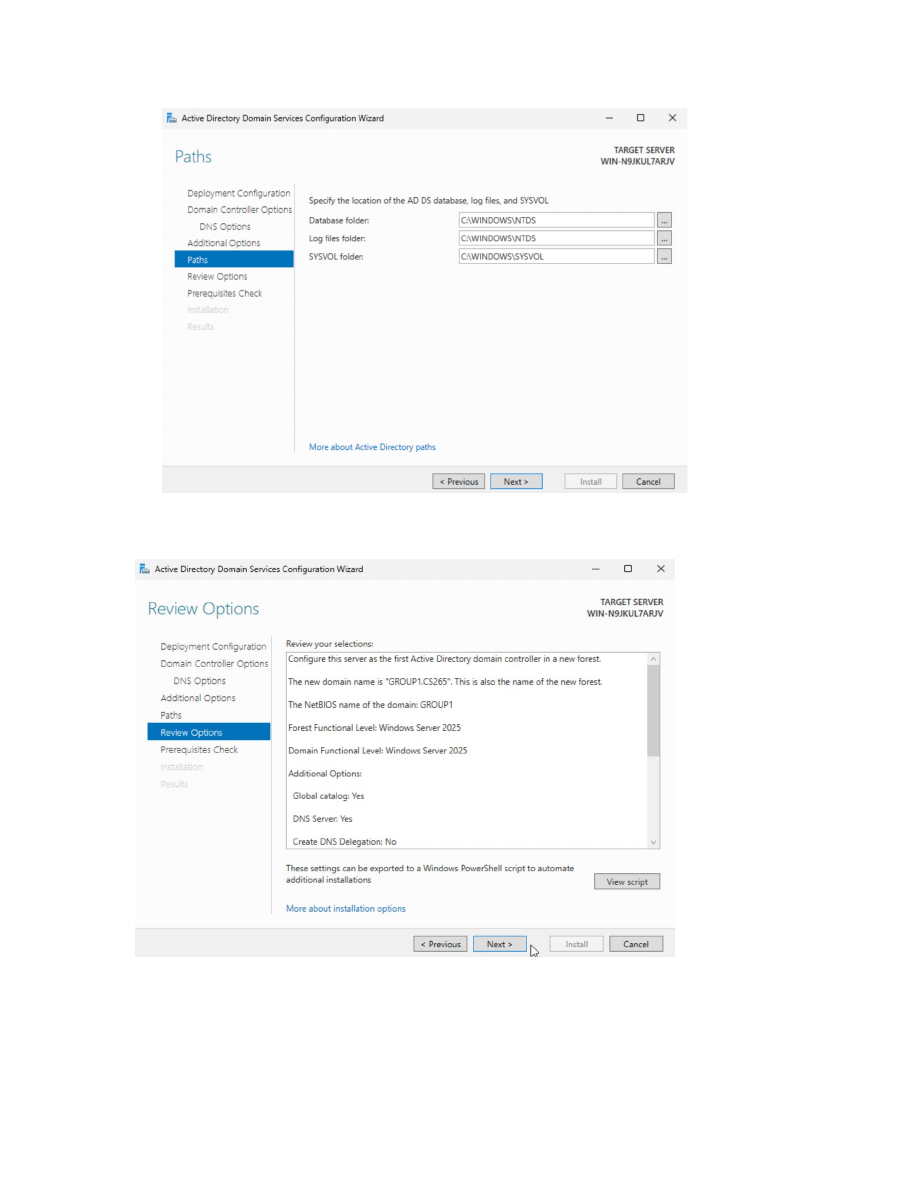 Active Directory Domain Services Configuration Wizard
Paths
TARGET SERVER
WIN-N9JKUL7ARJV
Deployment Configuration
Domain Controller Options
DNS Options
Additional Options
Paths
Review Options
Prerequisites Check
Installation
Results
Specify the location of the AD DS database, log files, and SYSVOL
Database folder: C:\WINDOWS\NTDS ...
Log files folder: C:\WINDOWS\NTDS ...
SYSVOL folder: C:\WINDOWS\SYSVOL ...
More about Active Directory paths
< Previous Next > Install Cancel
Active Directory Domain Services Configuration Wizard
Review Options
TARGET SERVER
WIN-N9JKUL7ARJV
Deployment Configuration
Domain Controller Options
DNS Options
Additional Options
Paths
Review Options
Prerequisites Check
Installation
Results
Review your selections:
Configure this server as the first Active Directory domain controller in a new forest.
The new domain name is "GROUP1.CS265". This is also the name of the new forest.
The NetBIOS name of the domain: GROUP1
Forest Functional Level: Windows Server 2025
Domain Functional Level: Windows Server 2025
Additional Options:
Global catalog: Yes
DNS Server: Yes
Create DNS Delegation: No
These settings can be exported to a Windows PowerShell script to automate
additional installations
View script
More about installation options
< Previous Next > Install Cancel